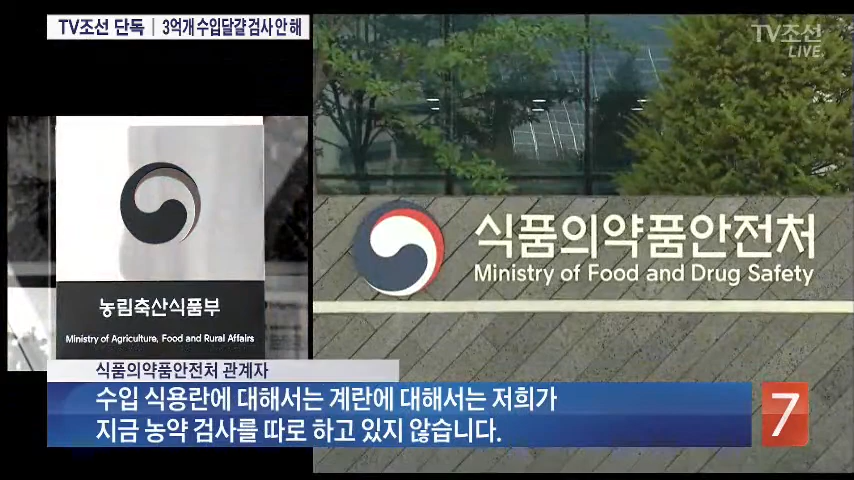 TV조선 단독 | 3억개 수입달걀 검사 안 해
TV조선
LIVE.
식품의약품안전처
Ministry of Food and Drug Safety
농림축산식품부
Ministry of Agriculture, Food and Rural Affairs
식품의약품안전처 관계자
수입 식용란에 대해서는 계란에 대해서는 저희가
지금 농약 검사를 따로 하고 있지 않습니다.
7